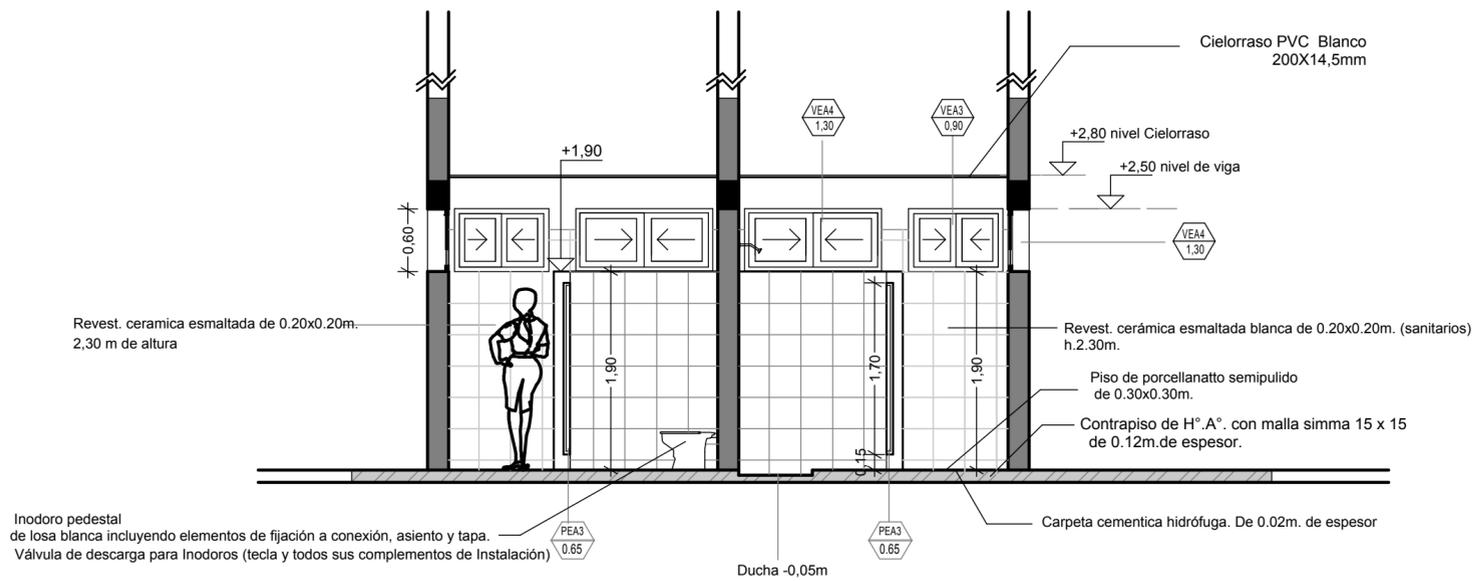 Cielorraso PVC Blanco
200X14,5mm
VEA4
1,30
VEA3
0,90
+2,80 nivel Cielorraso
+1,90
+2,50 nivel de viga
0,60
VEA4
1,30
Revest. ceramica esmaltada de 0.20x0.20m.
2,30 m de altura
Revest. cerámica esmaltada blanca de 0.20x0.20m. (sanitarios)
h.2.30m.
1,90
1,70
1,90
Piso de porcellanatto semipulido
de 0.30x0.30m.
Contrapiso de H°.A°. con malla simma 15 x 15
de 0.12m.de espesor.
0,15
Inodoro pedestal
de losa blanca incluyendo elementos de fijación a conexión, asiento y tapa.
Válvula de descarga para Inodoros (tecla y todos sus complementos de Instalación)
PEA3
0.65
PEA3
0.65
Carpeta cementica hidrófuga. De 0.02m. de espesor
Ducha -0,05m